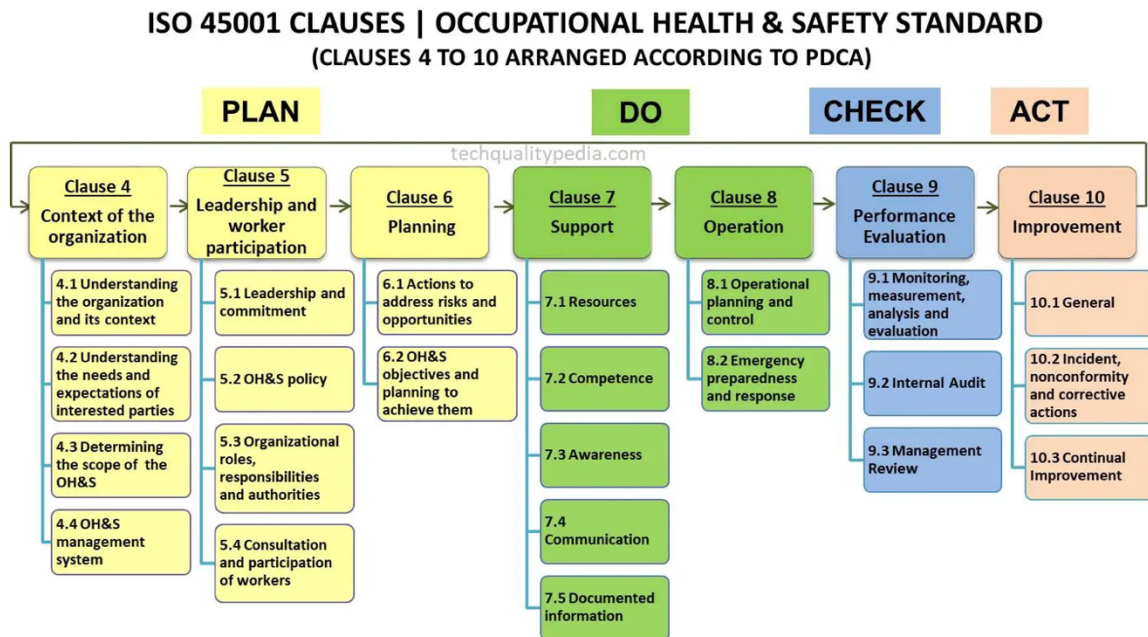 ISO 45001 CLAUSES | OCCUPATIONAL HEALTH & SAFETY STANDARD
(CLAUSES 4 TO 10 ARRANGED ACCORDING TO PDCA)
PLAN
DO
CHECK
ACT
techqualitypedia.com
Clause 4
Context of the
organization
4.1 Understanding
the organization
and its context
4.2 Understanding
the needs and
expectations of
interested parties
4.3 Determining
the scope of the
OH&S
4.4 OH&S
management
system
Clause 5
Leadership and
worker
participation
5.1 Leadership and
commitment
5.2 OH&S policy
5.3 Organizational
roles,
responsibilities
and authorities
5.4 Consultation
and participation
of workers
Clause 6
Planning
6.1 Actions to
address risks and
opportunities
6.2 OH&S
objectives and
planning to
achieve them
Clause 7
Support
7.1 Resources
7.2 Competence
7.3 Awareness
7.4
Communication
7.5 Documented
information
Clause 8
Operation
8.1 Operational
planning and
control
8.2 Emergency
preparedness
and response
Clause 9
Performance
Evaluation
9.1 Monitoring,
measurement,
analysis and
evaluation
9.2 Internal Audit
9.3 Management
Review
Clause 10
Improvement
10.1 General
10.2 Incident,
nonconformity
and corrective
actions
10.3 Continual
Improvement